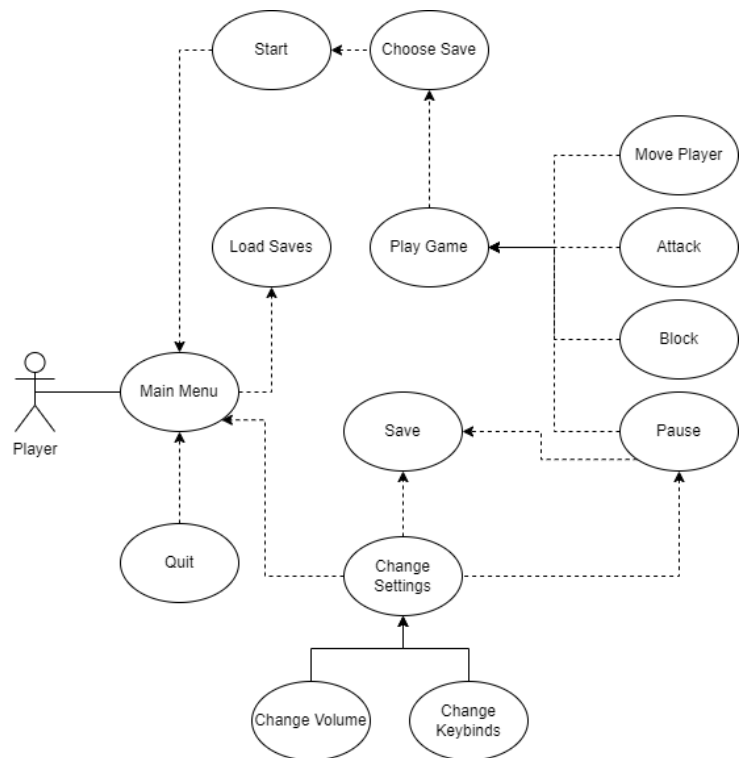 Start
Choose Save
Move Player
Load Saves
Play Game
Attack
Block
Main Menu
Player
Save
Pause
Quit
Change
Settings
Change Volume
Change
Keybinds